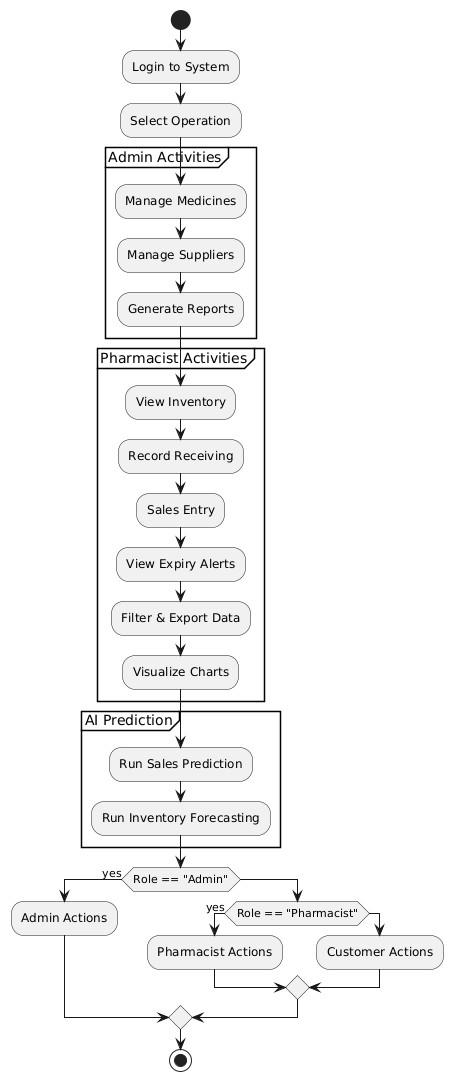 Login to System
Select Operation
Admin Activities
Manage Medicines
Manage Suppliers
Generate Reports
Pharmacist Activities
View Inventory
Record Receiving
Sales Entry
View Expiry Alerts
Filter & Export Data
Visualize Charts
AI Prediction
Run Sales Prediction
Run Inventory Forecasting
yes
Role == "Admin"
Admin Actions
yes
Role == "Pharmacist"
Pharmacist Actions
Customer Actions